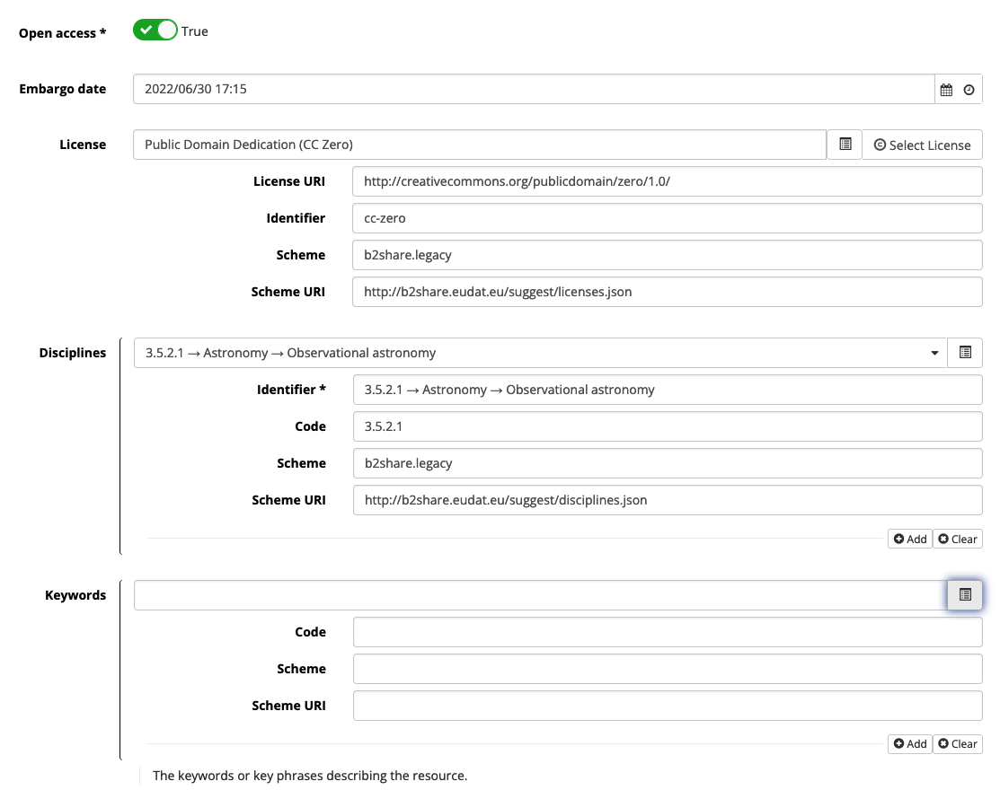 Open access * True
Embargo date 2022/06/30 17:15
License Public Domain Dedication (CC Zero) Select License
License URI http://creativecommons.org/publicdomain/zero/1.0/
Identifier cc-zero
Scheme b2share.legacy
Scheme URI http://b2share.eudat.eu/suggest/licenses.json
Disciplines 3.5.2.1 → Astronomy → Observational astronomy
Identifier * 3.5.2.1 → Astronomy → Observational astronomy
Code 3.5.2.1
Scheme b2share.legacy
Scheme URI http://b2share.eudat.eu/suggest/disciplines.json
Add Clear
Keywords
Code
Scheme
Scheme URI
Add Clear
The keywords or key phrases describing the resource.